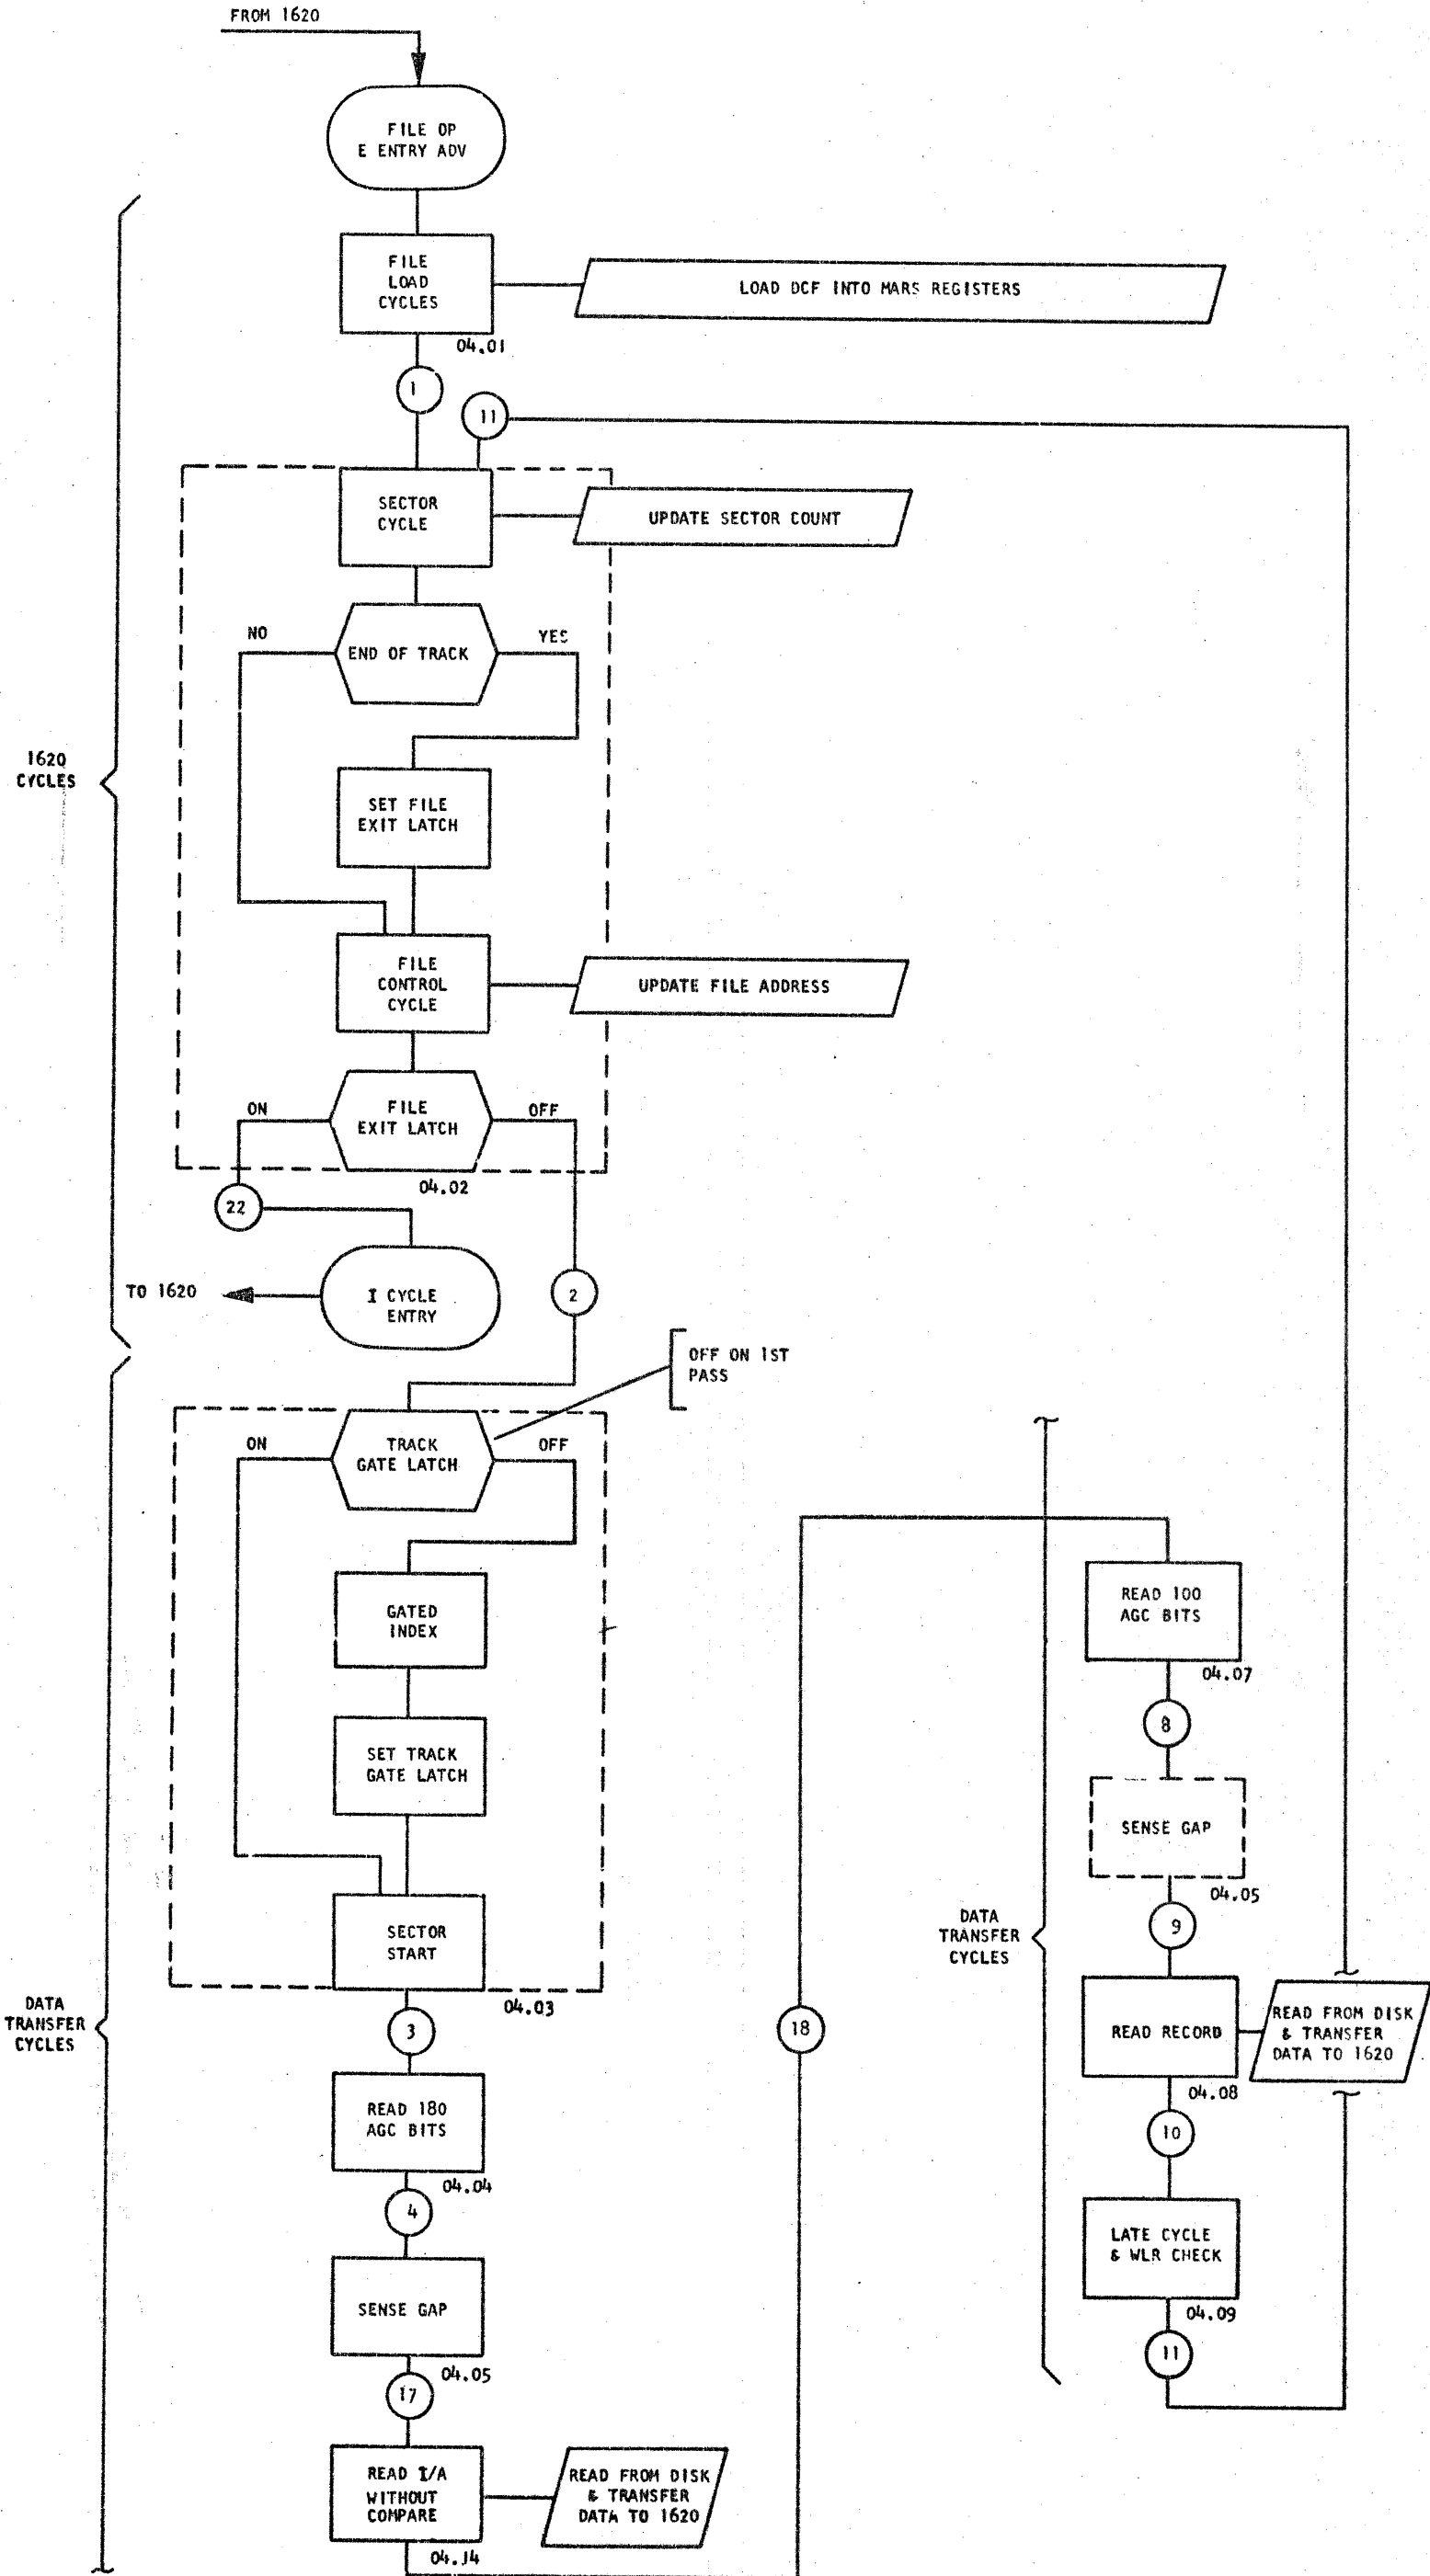 FROM 1620
FILE OP
E ENTRY ADV
FILE
LOAD
CYCLES
LOAD DCF INTO MARS REGISTERS
04.01
1
11
SECTOR
CYCLE
UPDATE SECTOR COUNT
NO
YES
END OF TRACK
1620
CYCLES
SET FILE
EXIT LATCH
FILE
CONTROL
CYCLE
UPDATE FILE ADDRESS
ON
FILE
EXIT LATCH
OFF
04.02
22
TO 1620
I CYCLE
ENTRY
2
OFF ON 1ST
PASS
ON
TRACK
GATE LATCH
OFF
GATED
INDEX
SET TRACK
GATE LATCH
SECTOR
START
04.03
DATA
TRANSFER
CYCLES
3
READ 180
AGC BITS
04.04
4
SENSE GAP
04.05
17
READ I/A
WITHOUT
COMPARE
READ FROM DISK
& TRANSFER
DATA TO 1620
04.14
18
READ 100
AGC BITS
04.07
8
SENSE GAP
04.05
9
DATA
TRANSFER
CYCLES
READ RECORD
READ FROM DISK
& TRANSFER
DATA TO 1620
04.08
10
LATE CYCLE
& WLR CHECK
04.09
11